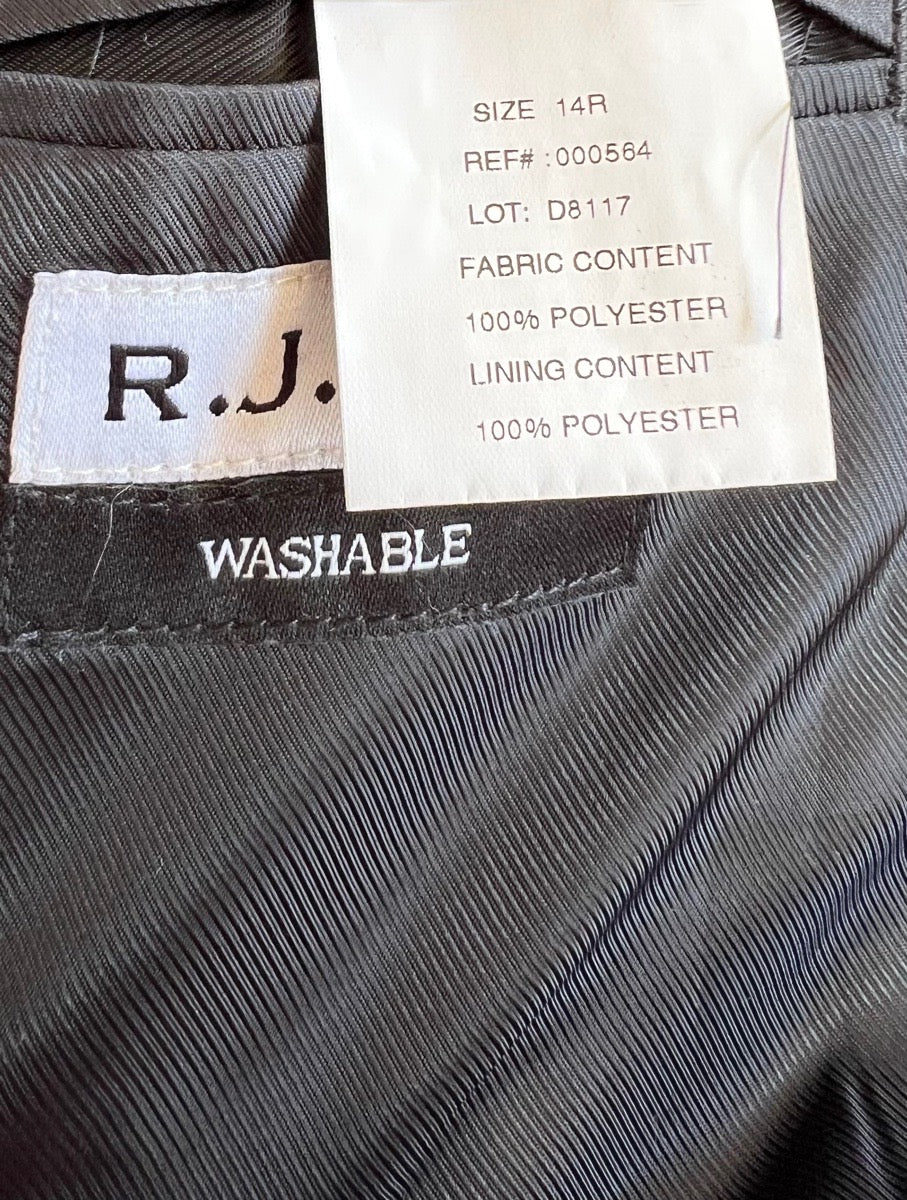 SIZE 14R
REF# :000564
LOT: D8117
FABRIC CONTENT
100% POLYESTER
LINING CONTENT
100% POLYESTER
R.J.
WASHABLE